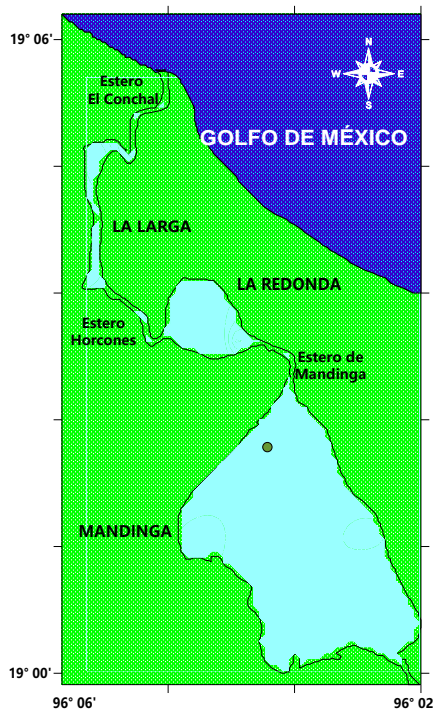 19° 06'
N
W E
S
Estero
El Conchal
GOLFO DE MÉXICO
LA LARGA
LA REDONDA
Estero
Horcones
Estero de
Mandinga
MANDINGA
19° 00'
96° 06' 96° 02